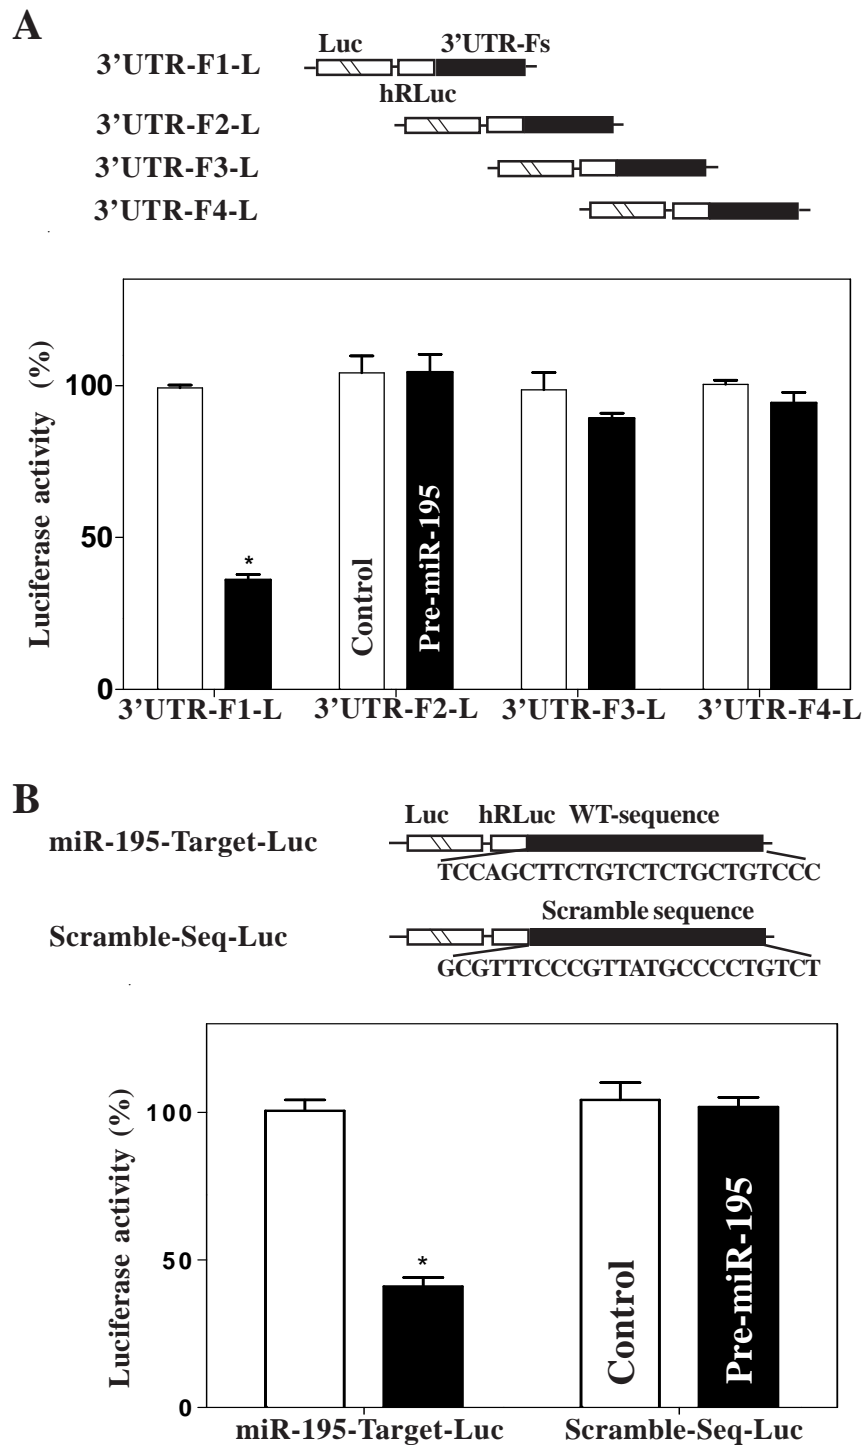 A
Luc 3’UTR-Fs
3’UTR-F1-L
hRLuc
3’UTR-F2-L
3’UTR-F3-L
3’UTR-F4-L
Luciferase activity (%)
100
50
0
*
Control
Pre-miR-195
3’UTR-F1-L 3’UTR-F2-L 3’UTR-F3-L 3’UTR-F4-L
B
Luc hRLuc WT-sequence
miR-195-Target-Luc
TCCAGCTTCTGTCTCTGCTGTCCC
Scramble sequence
Scramble-Seq-Luc
GCGTTTCCCGTTATGCCCCTGTCT
Luciferase activity (%)
100
50
0
*
Control
Pre-miR-195
miR-195-Target-Luc Scramble-Seq-Luc